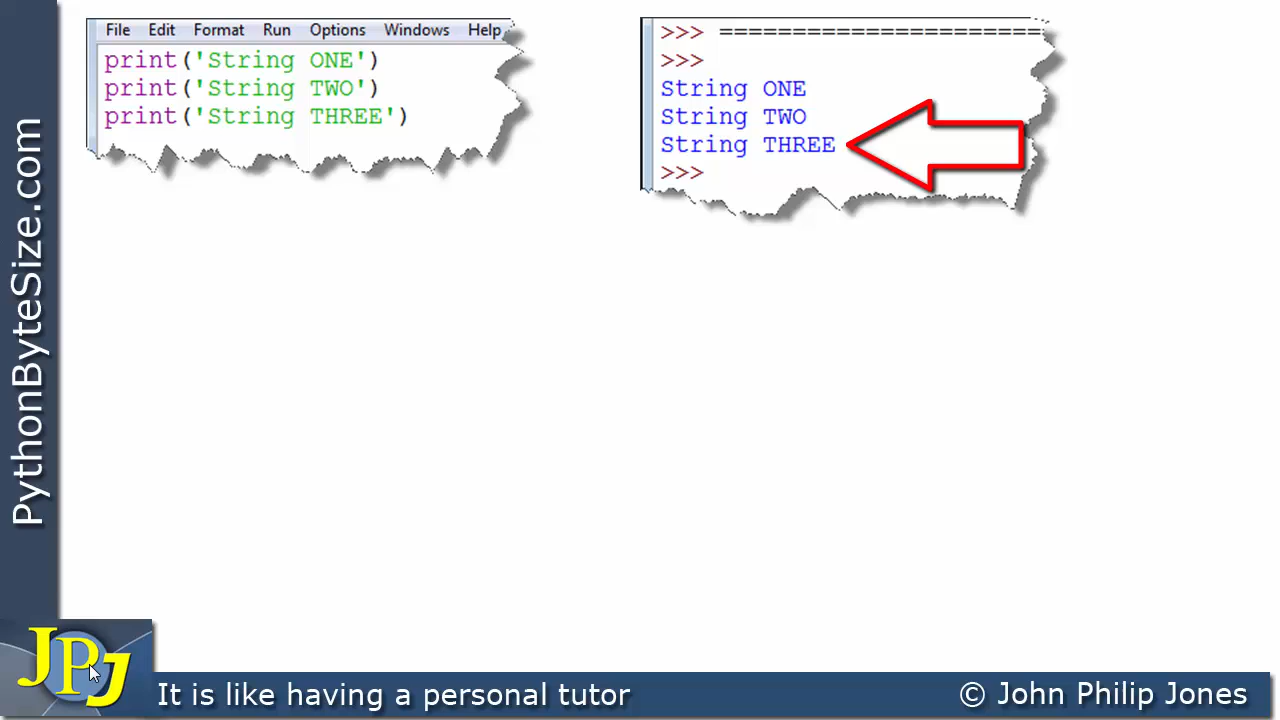 File Edit Format Run Options Windows Help
print('String ONE')
print('String TWO')
print('String THREE')
>>> ======================
>>>
String ONE
String TWO
String THREE
>>>
PythonByteSize.com
JPJ
It is like having a personal tutor
© John Philip Jones